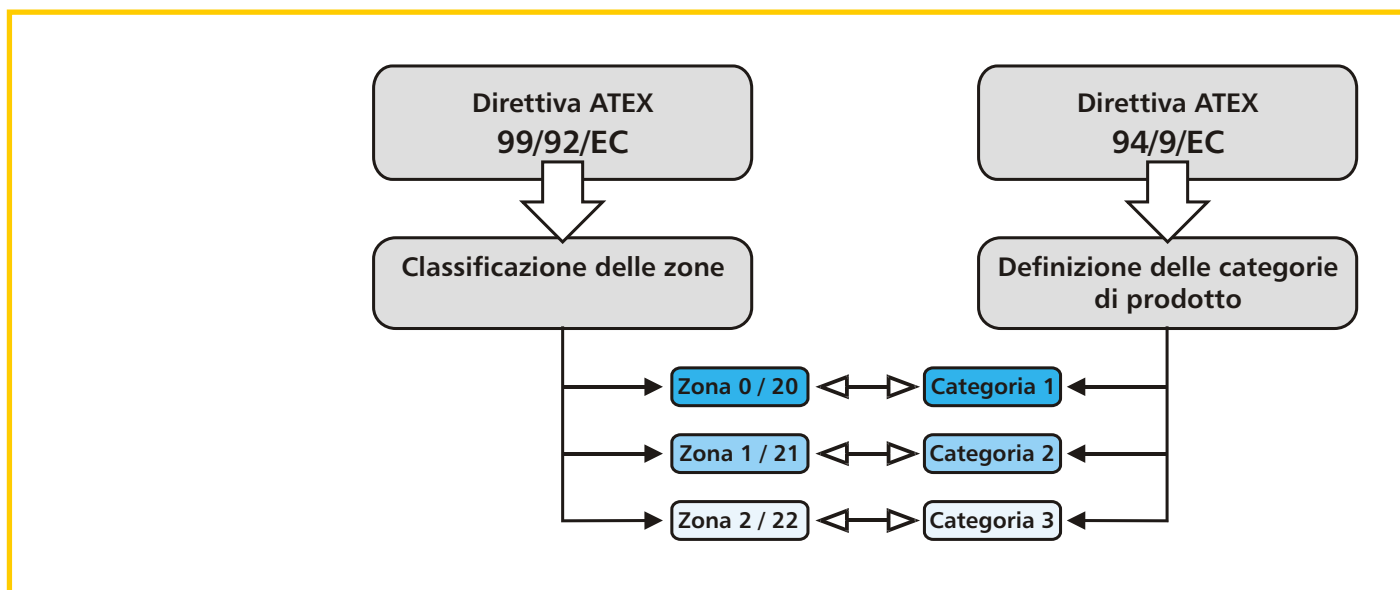 Direttiva ATEX
99/92/EC
Direttiva ATEX
94/9/EC
Classificazione delle zone
Definizione delle categorie
di prodotto
Zona 0 / 20
Categoria 1
Zona 1 / 21
Categoria 2
Zona 2 / 22
Categoria 3